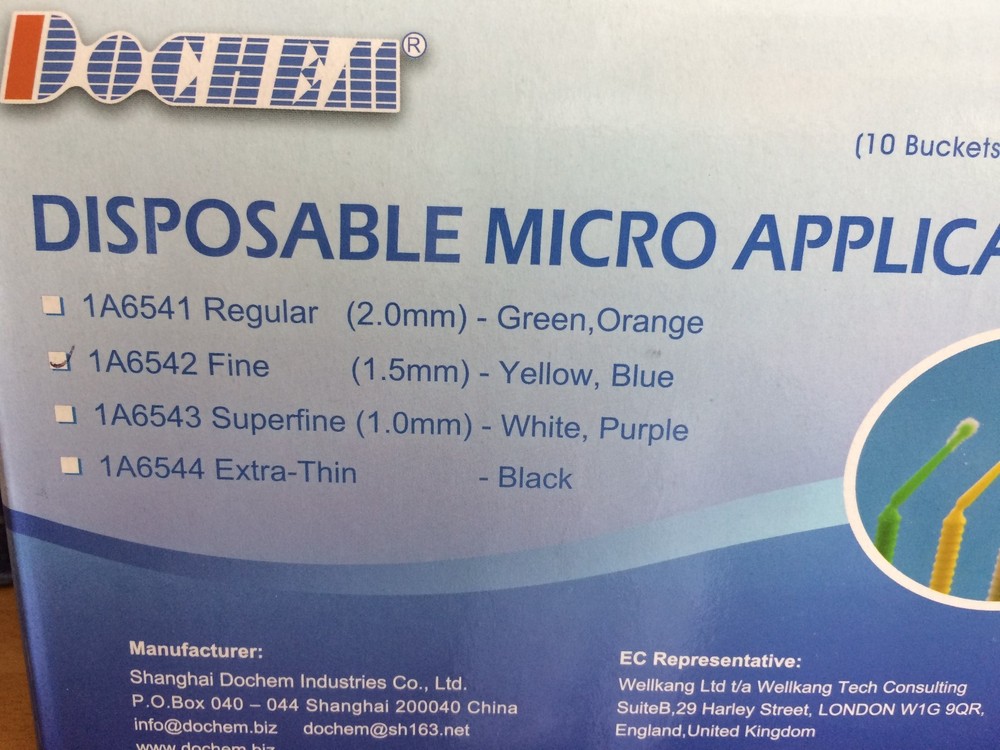 DOCHEM®
(10 Buckets
DISPOSABLE MICRO APPLICA
1A6541 Regular (2.0mm) - Green,Orange
1A6542 Fine (1.5mm) - Yellow, Blue
1A6543 Superfine (1.0mm) - White, Purple
1A6544 Extra-Thin - Black
Manufacturer:
Shanghai Dochem Industries Co., Ltd.
P.O.Box 040 – 044 Shanghai 200040 China
info@dochem.biz dochem@sh163.net
www.dochem.biz
EC Representative:
Wellkang Ltd t/a Wellkang Tech Consulting
SuiteB,29 Harley Street, LONDON W1G 9QR,
England,United Kingdom